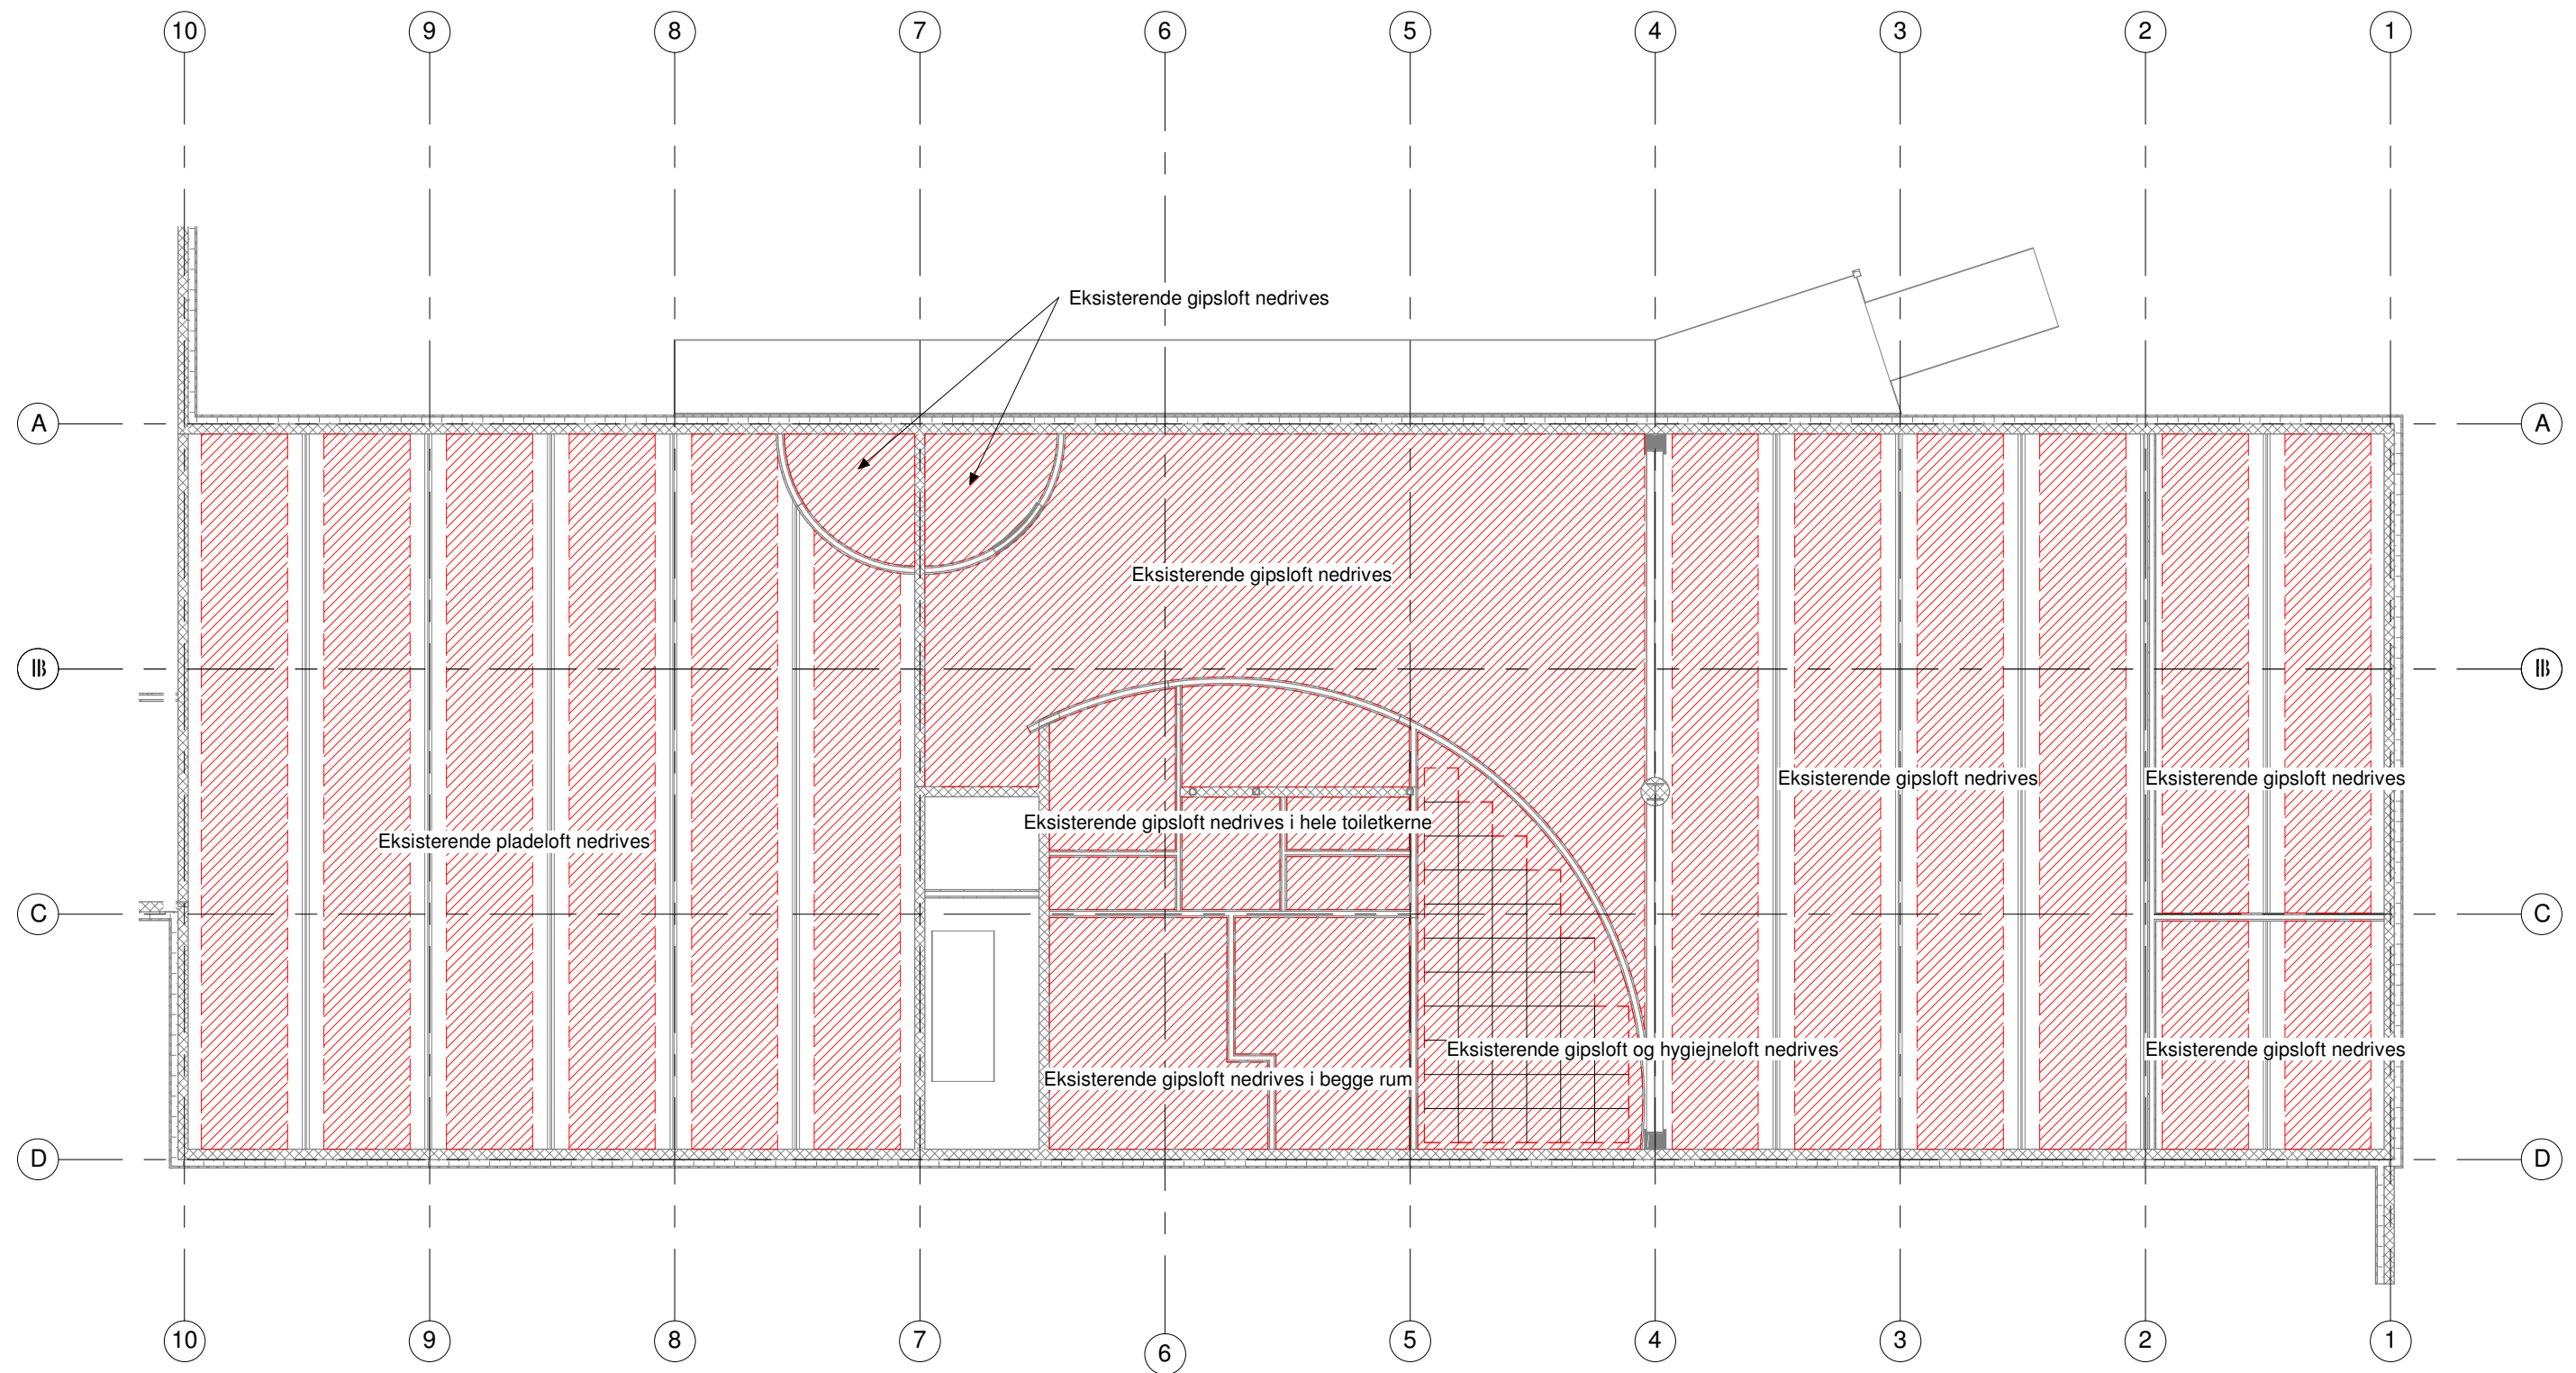 10 9 8 7 6 5 4 3 2 1
Eksisterende gipsloft nedrives
A A
Eksisterende gipsloft nedrives
B B
Eksisterende gipsloft nedrives Eksisterende gipsloft nedrives
Eksisterende gipsloft nedrives i hele toiletkerne
Eksisterende pladeloft nedrives
C C
Eksisterende gipsloft og hygiejneloft nedrives Eksisterende gipsloft nedrives
Eksisterende gipsloft nedrives i begge rum
D D
10 9 8 7 6 5 4 3 2 1